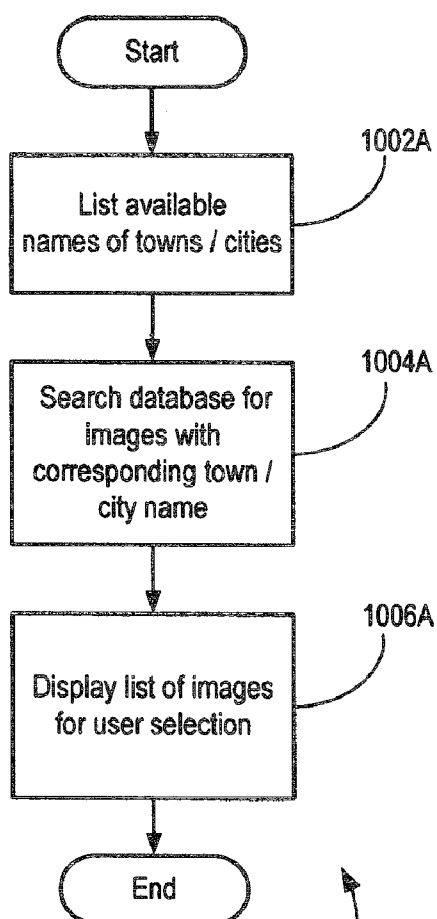 Start
1002A
List available
names of towns / cities
1004A
Search database for
images with
corresponding town /
city name
1006A
Display list of images
for user selection
End